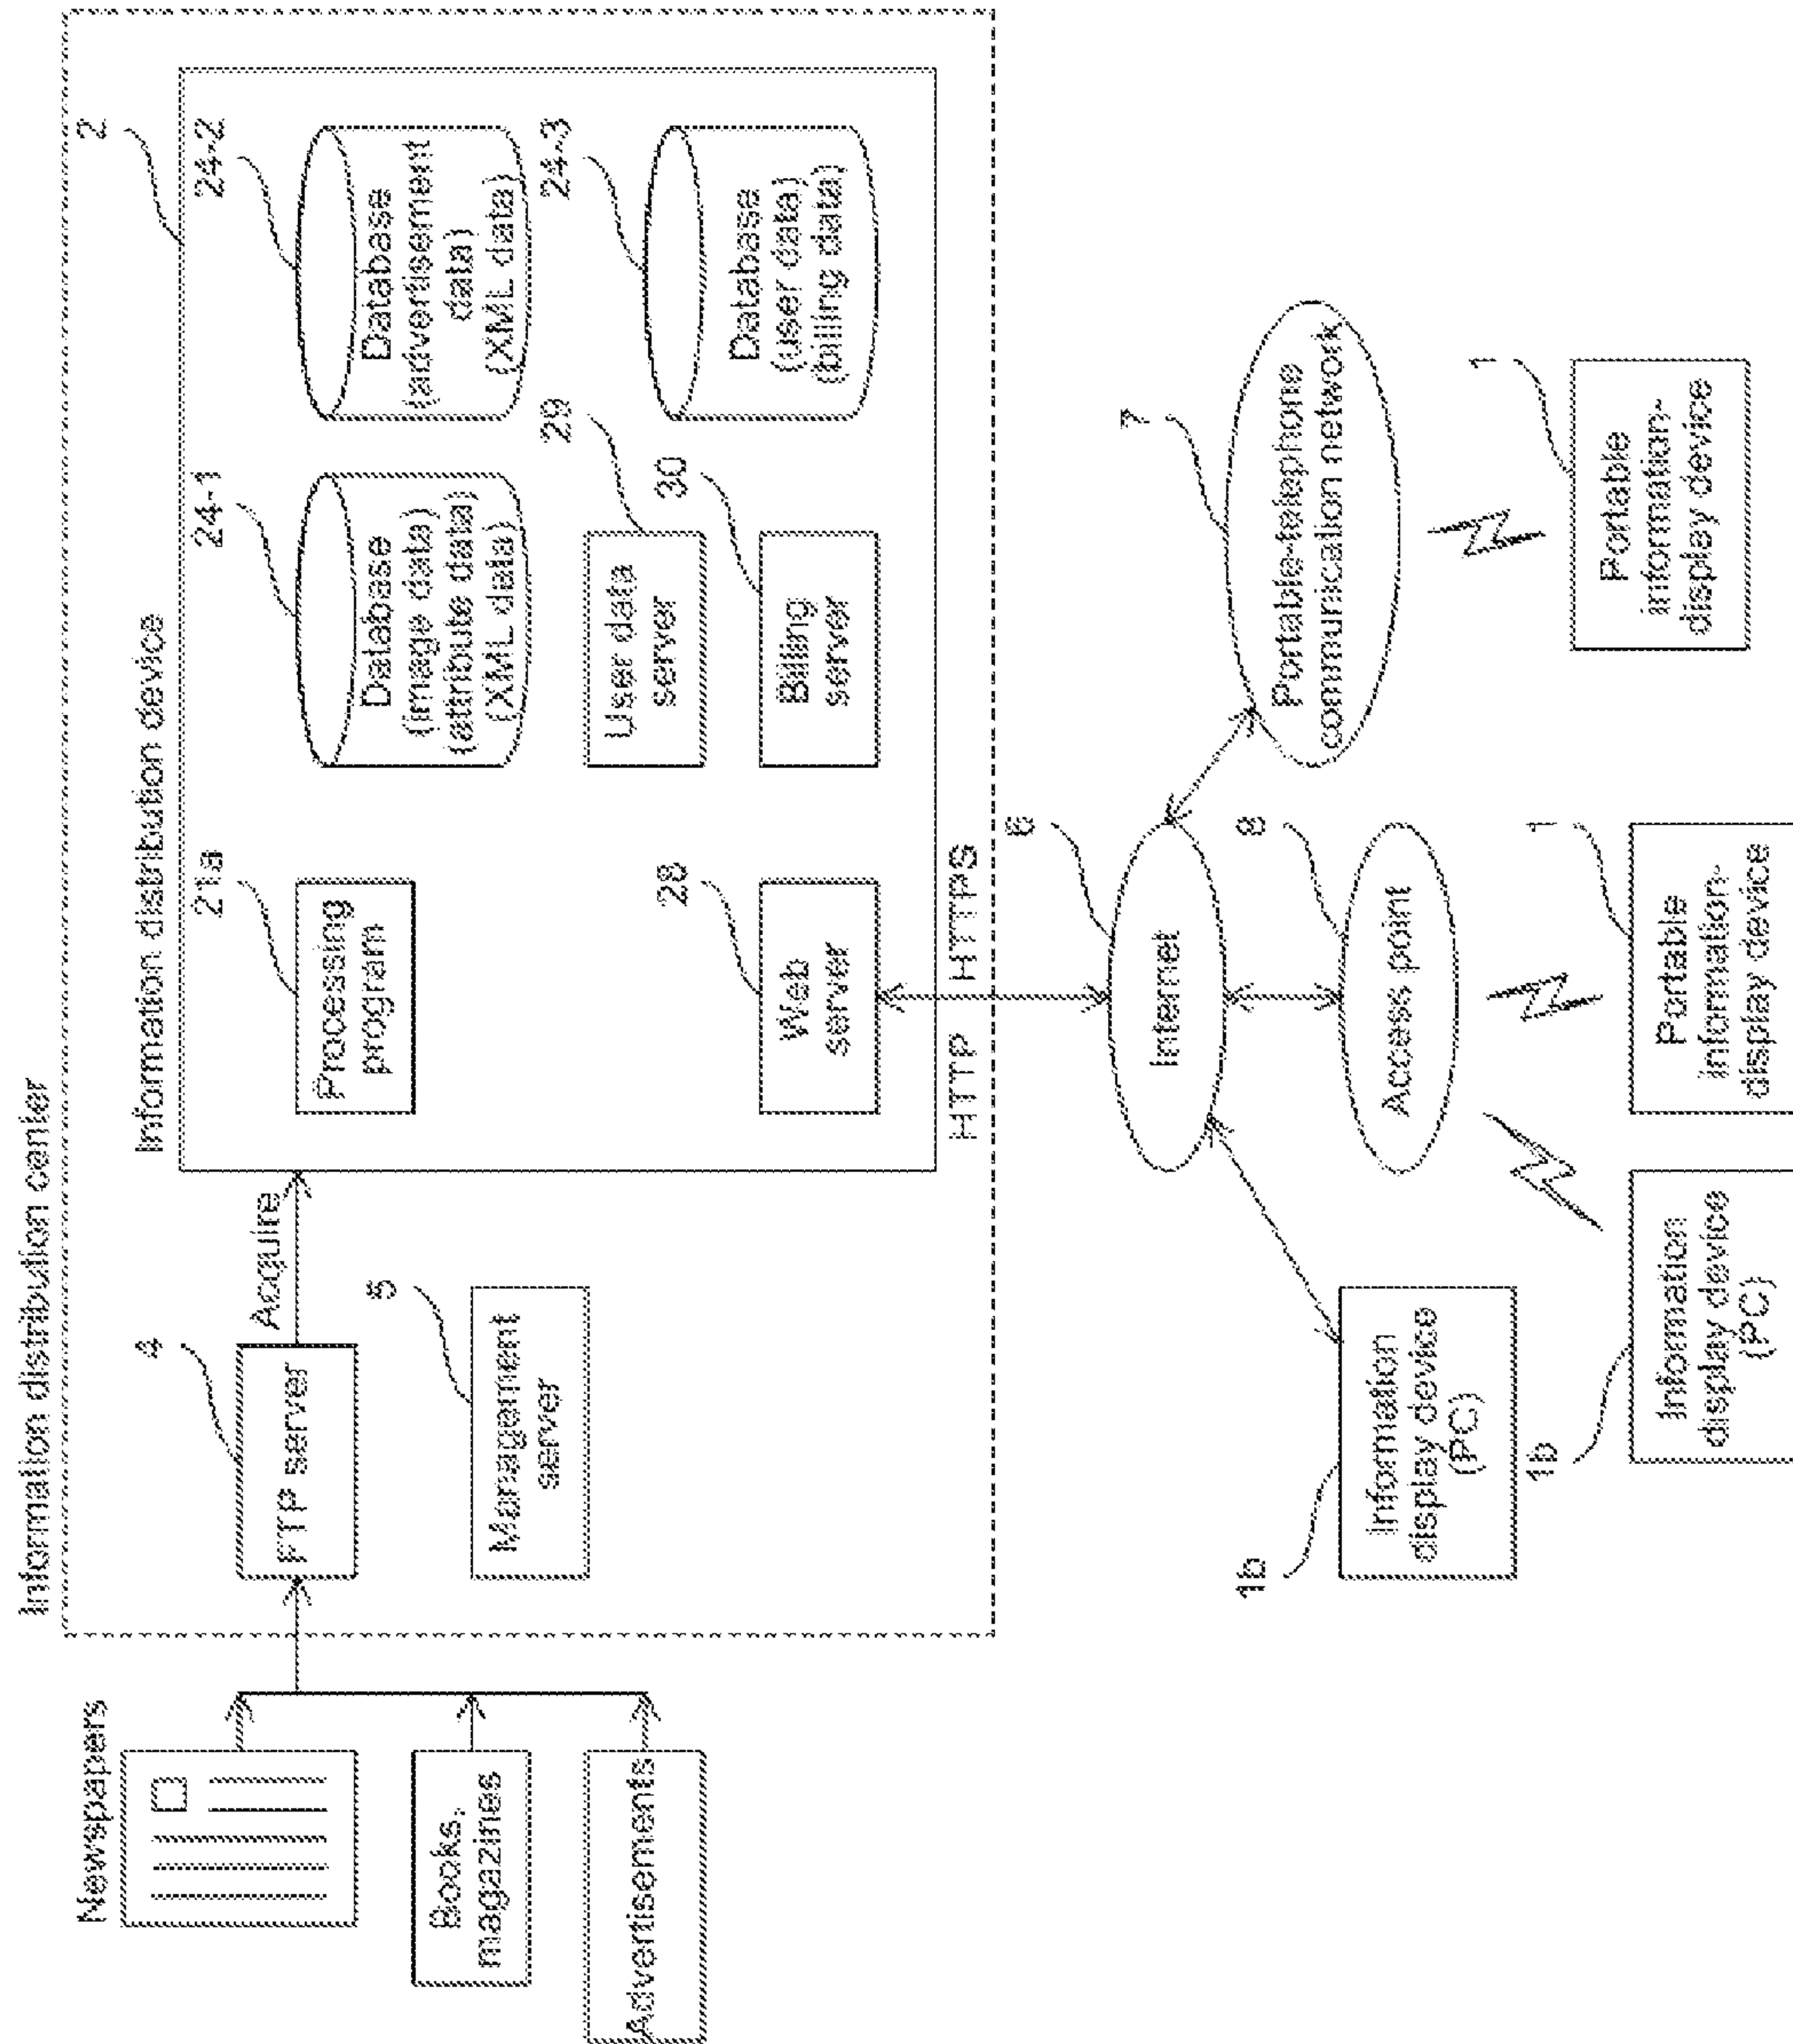 Information distribution center
Newspapers
Books,
magazines
Advertisements
4
FTP server
Acquire
5
Management
server
Information distribution device
2
21a
Processing
program
24-1
Database
(image data)
(attribute data)
(XML data)
24-2
Database
(advertisement
data)
(XML data)
28
Web
server
29
User data
server
30
Billing
server
24-3
Database
(user data)
(billing data)
HTTP HTTPS
6
Internet
7
Portable-telephone
communication network
8
Access point
1b
Information
display device
(PC)
1b
Information
display device
(PC)
1
Portable
information-
display device
1
Portable
information-
display device